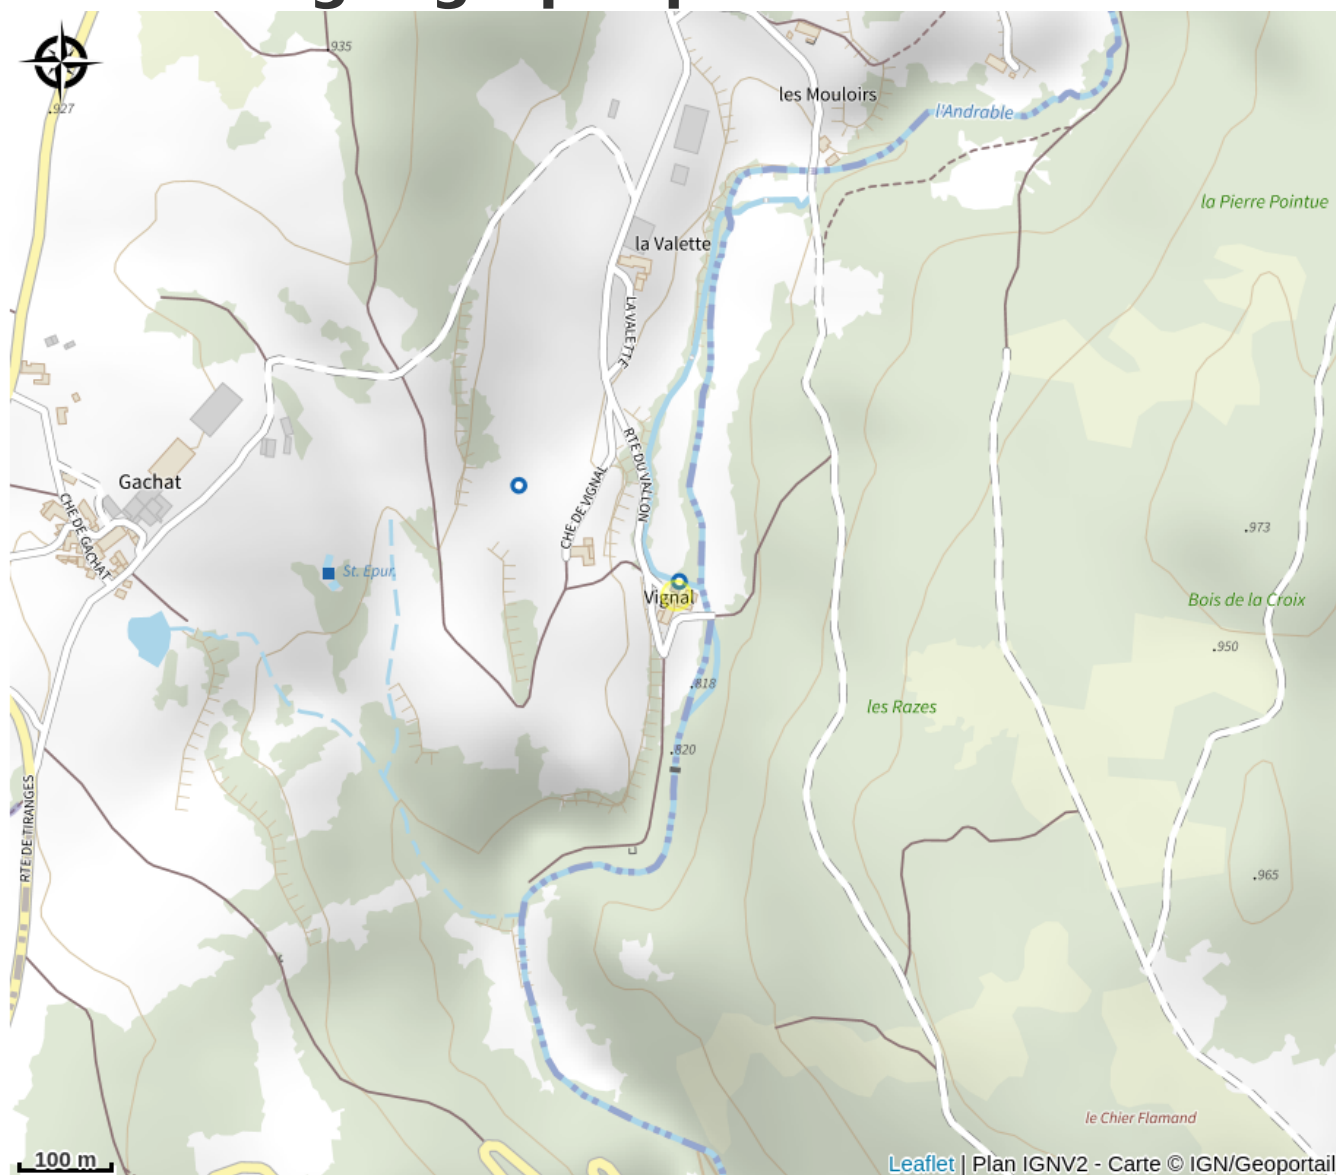 .935
.927
les Mouloirs
l'Andrable
la Pierre Pointue
la Valette
LA VALETTE
RTE DU VALLON
CHE DE VIGNAL
Gachat
CHE DE GACHAT
St. Epur.
Vignal
.973
Bois de la Croix
.950
.818
les Razes
.820
RTE DE TIRANGES
.965
le Chier Flamand
100 m
Leaflet | Plan IGNV2 - Carte © IGN/Geoportail